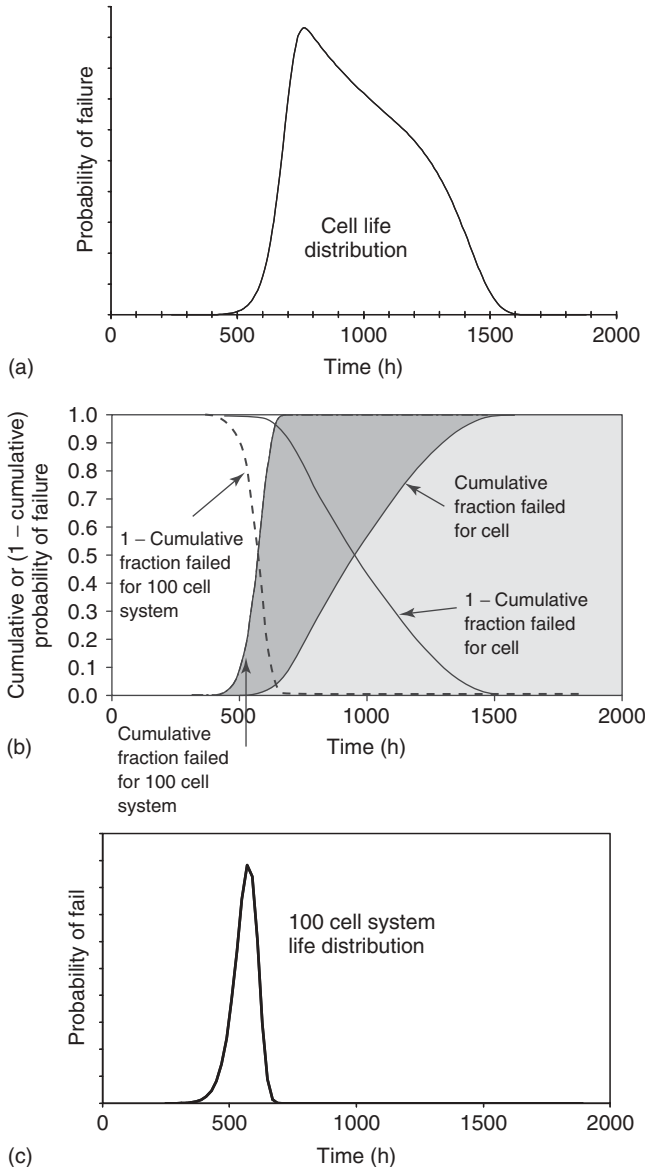 Probability of failure
Cell life
distribution
0
500
1000
1500
2000
Time (h)
(a)
Cumulative or (1 – cumulative)
probability of failure
1.0
0.9
0.8
0.7
0.6
0.5
0.4
0.3
0.2
0.1
0.0
1 – Cumulative
fraction failed
for 100 cell
system
Cumulative
fraction failed
for cell
1 – Cumulative
fraction failed
for cell
0
500
1000
1500
2000
Time (h)
Cumulative
fraction failed
for 100 cell
system
(b)
Probability of fail
100 cell system
life distribution
0
500
1000
1500
2000
Time (h)
(c)